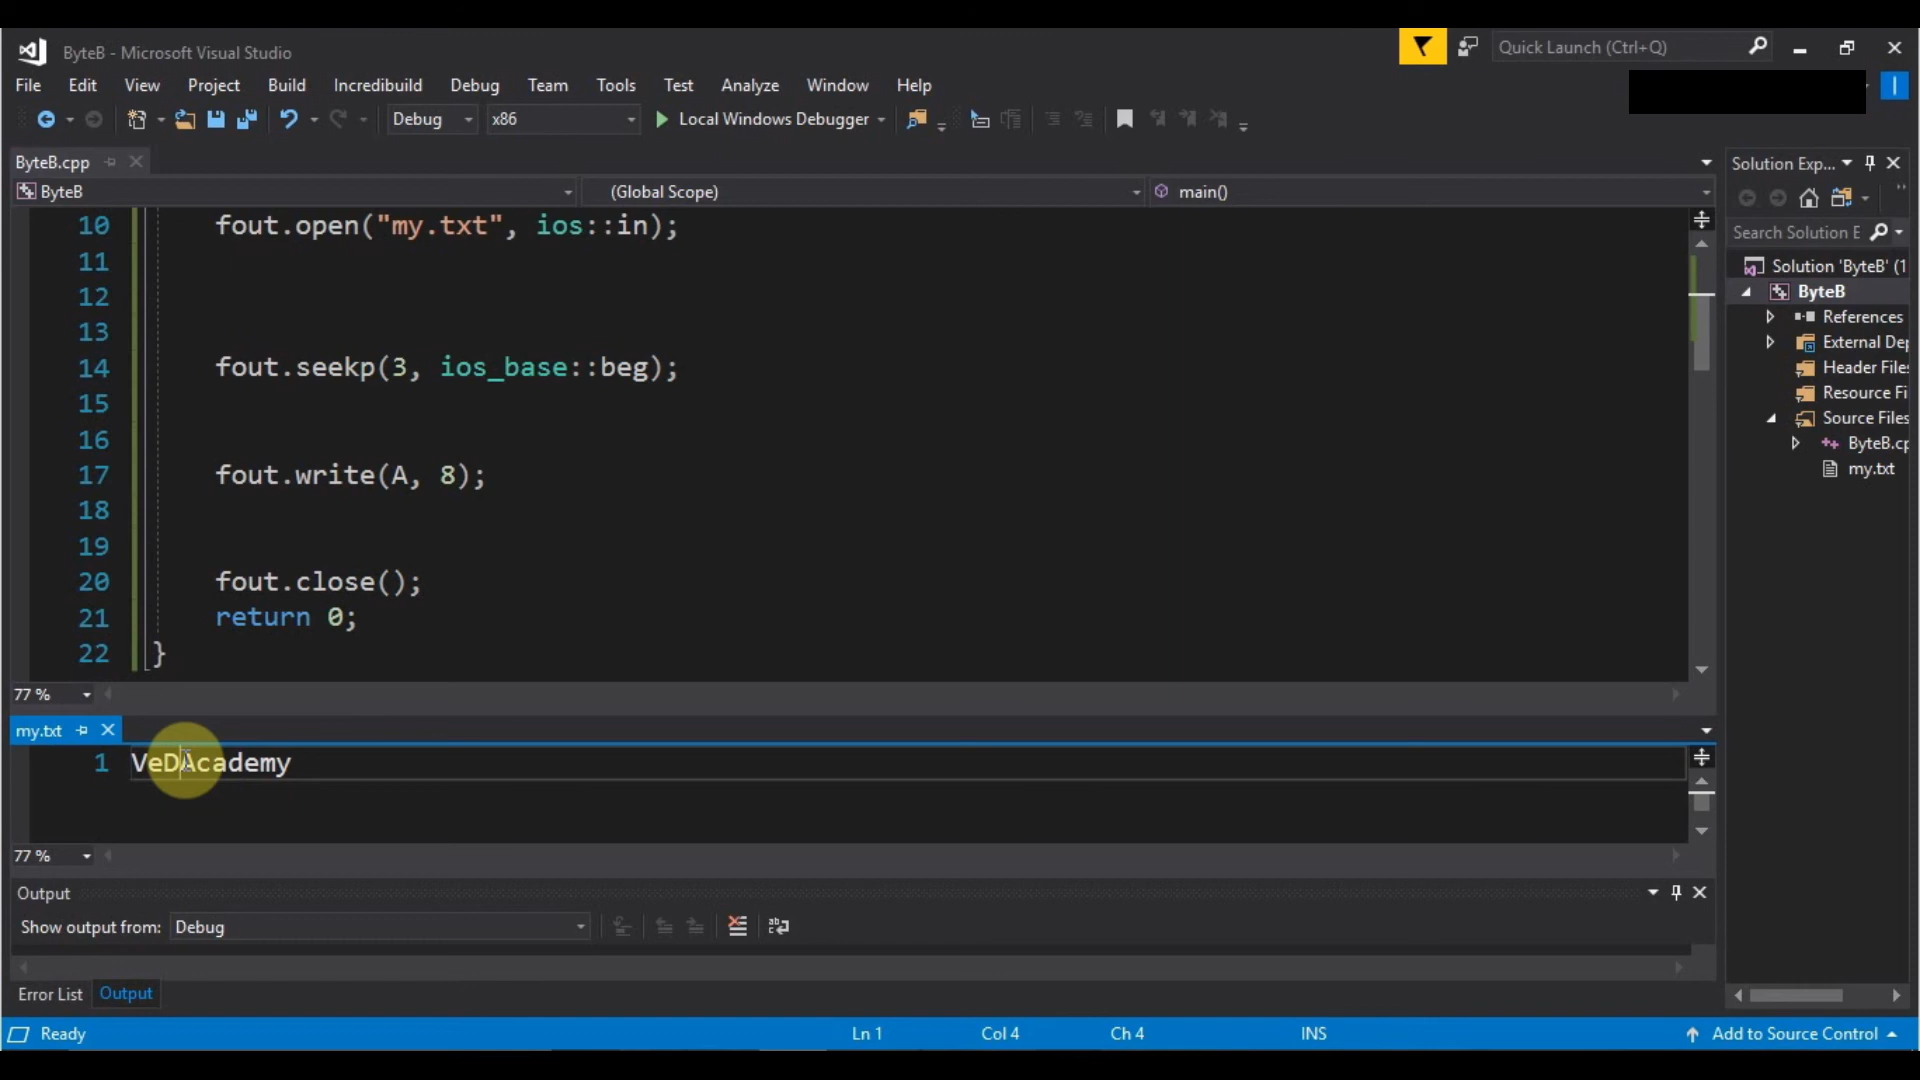 ByteB - Microsoft Visual Studio
Quick Launch (Ctrl+Q)
File Edit View Project Build Incredibuild Debug Team Tools Test Analyze Window Help
Debug x86 Local Windows Debugger
ByteB.cpp
ByteB (Global Scope) main()
10 fout.open("my.txt", ios::in);
11
12
13
14 fout.seekp(3, ios_base::beg);
15
16
17 fout.write(A, 8);
18
19
20 fout.close();
21 return 0;
22 }
77 %
my.txt
1 VeDAcademy
77 %
Output
Show output from: Debug
Error List Output
Ready Ln 1 Col 4 Ch 4 INS Add to Source Control
Solution Exp...
Search Solution E
Solution 'ByteB' (1
ByteB
References
External Dep
Header Files
Resource Fi
Source Files
ByteB.cp
my.txt